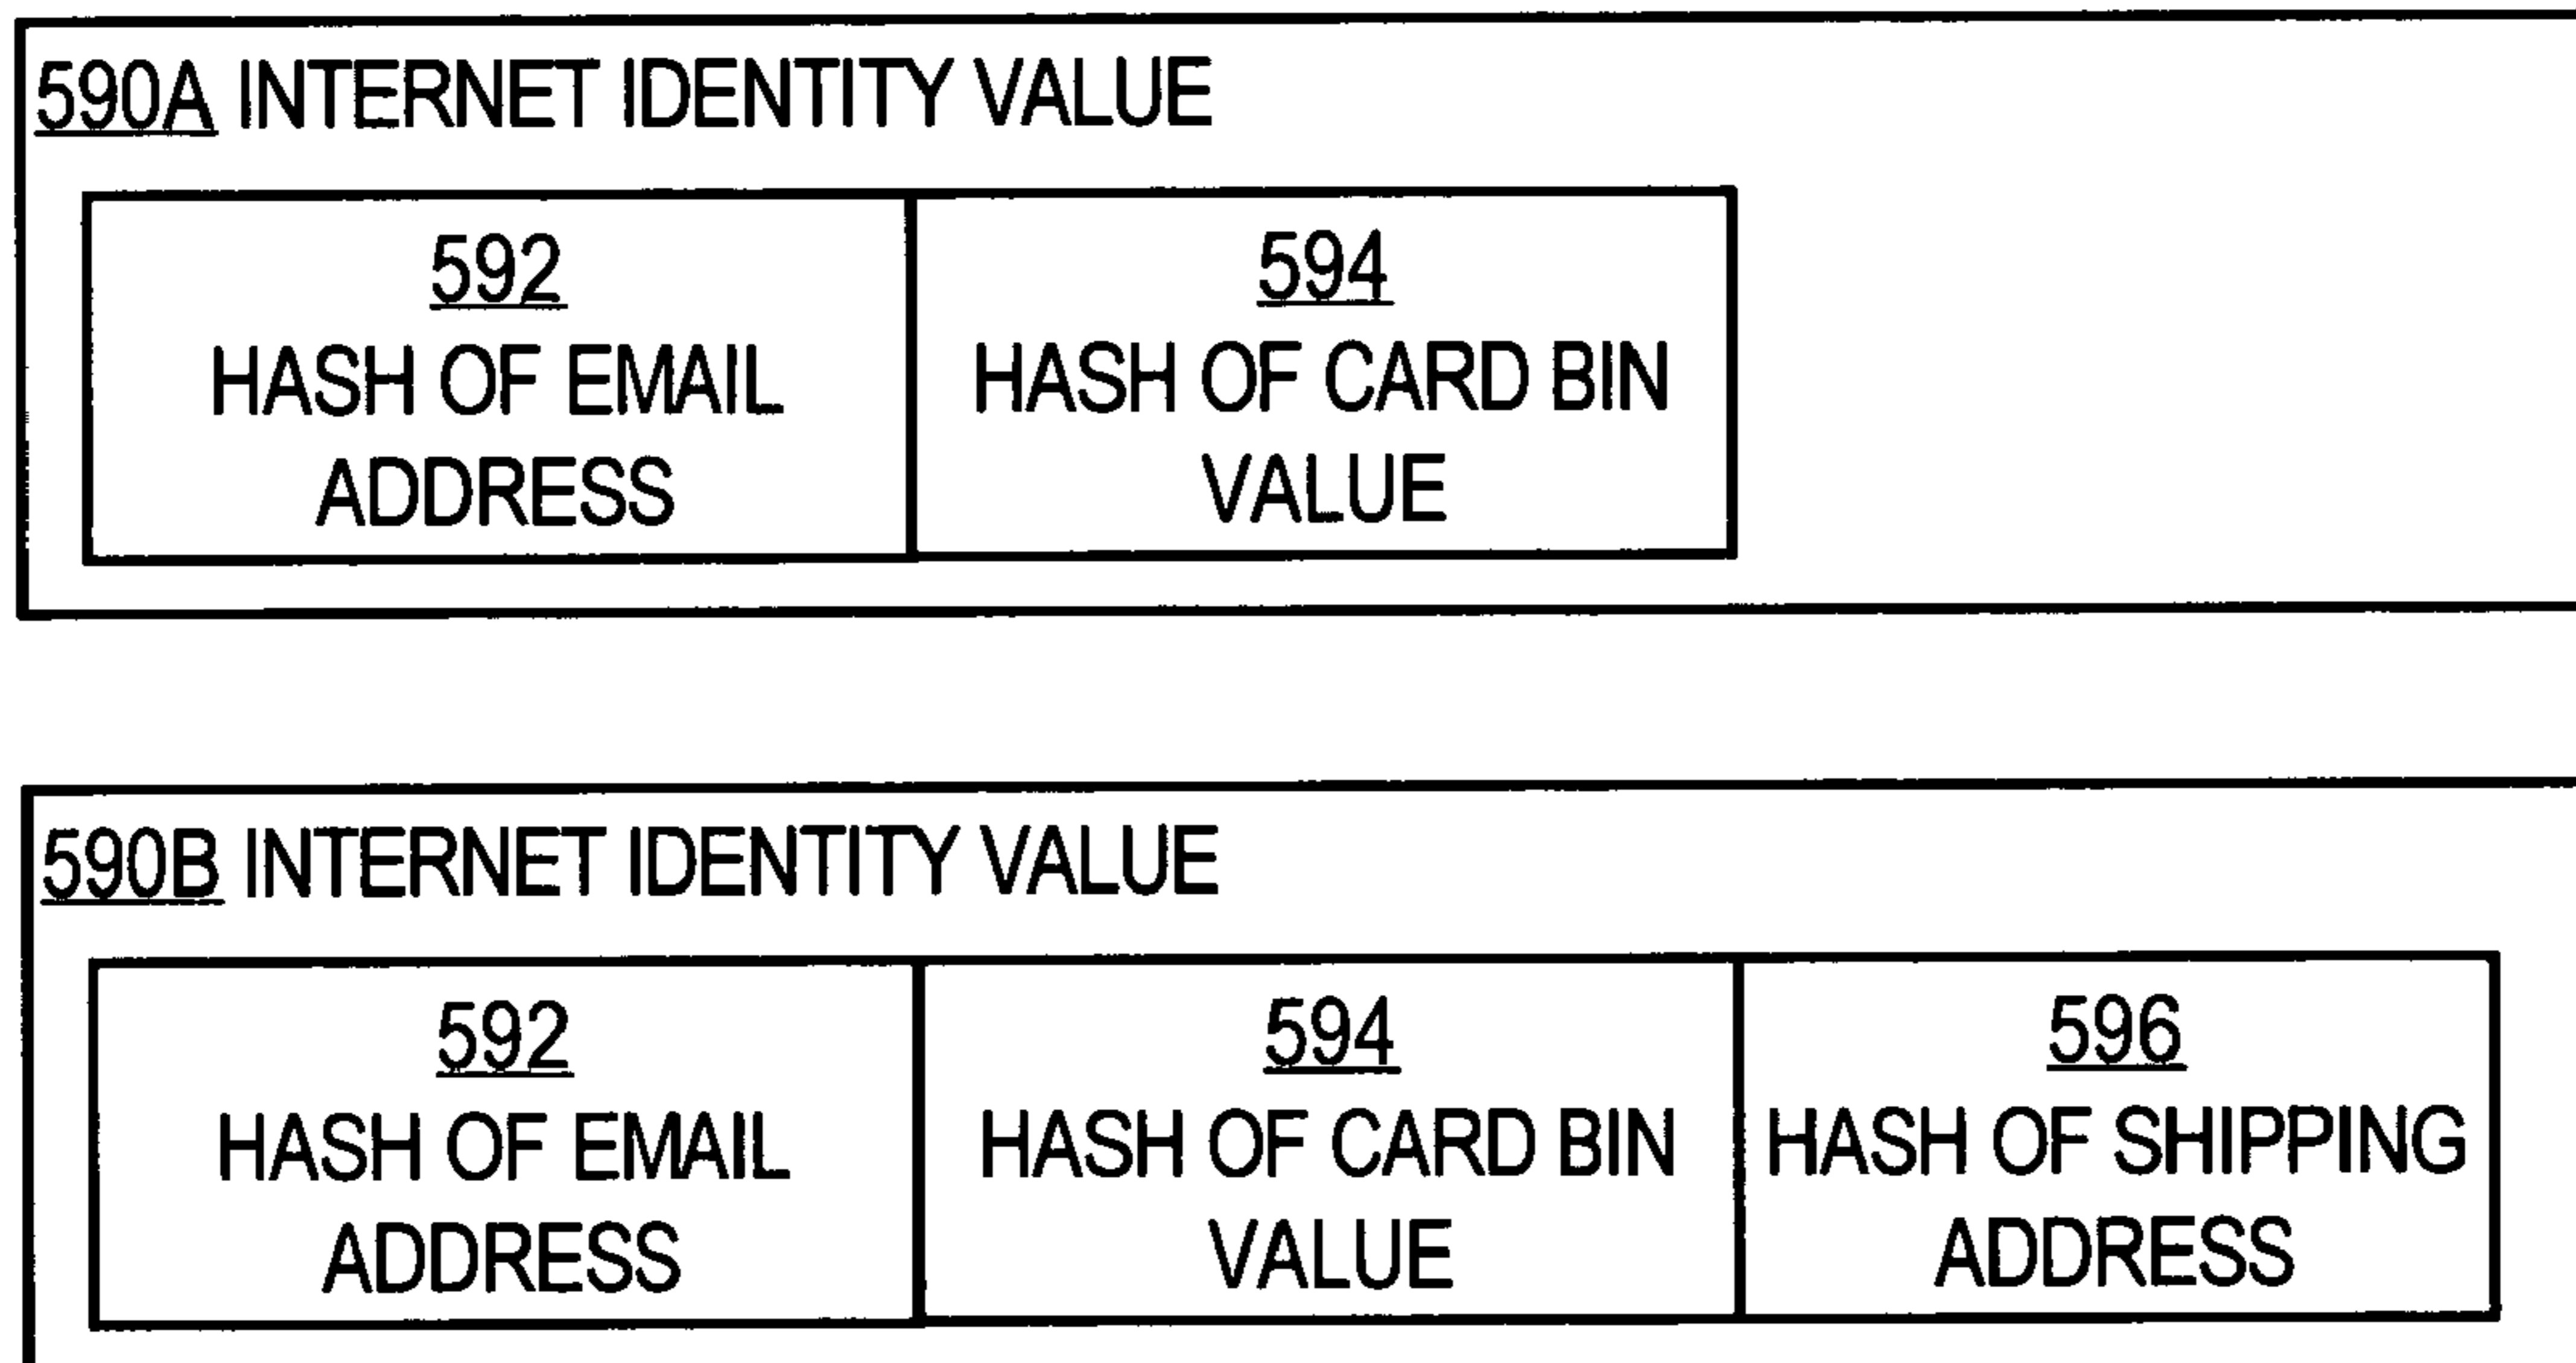 590A INTERNET IDENTITY VALUE
592
HASH OF EMAIL
ADDRESS
594
HASH OF CARD BIN
VALUE
590B INTERNET IDENTITY VALUE
592
HASH OF EMAIL
ADDRESS
594
HASH OF CARD BIN
VALUE
596
HASH OF SHIPPING
ADDRESS